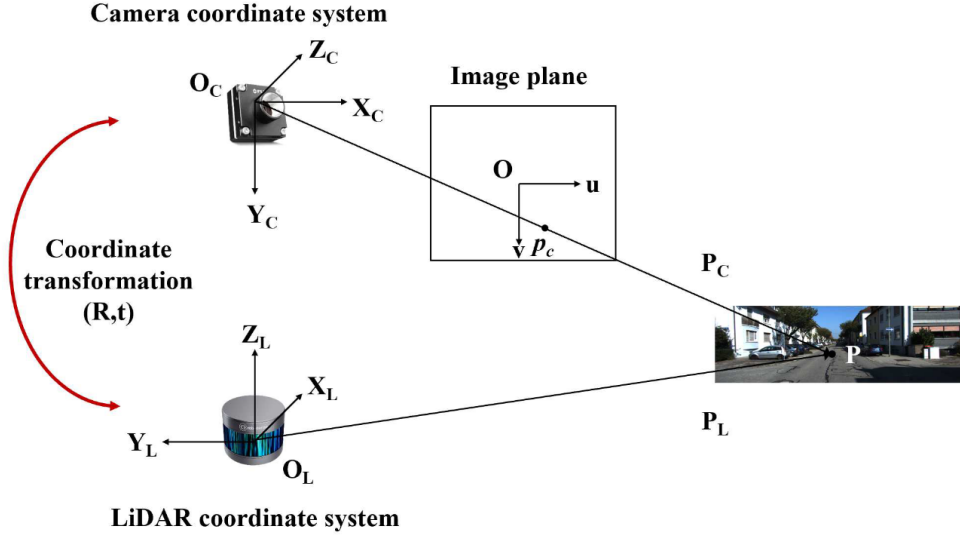 Camera coordinate system
Z_C
O_C
X_C
Y_C
Image plane
O
u
v
p_c
Coordinate
transformation
(R,t)
P_C
P
Z_L
X_L
Y_L
O_L
P_L
LiDAR coordinate system